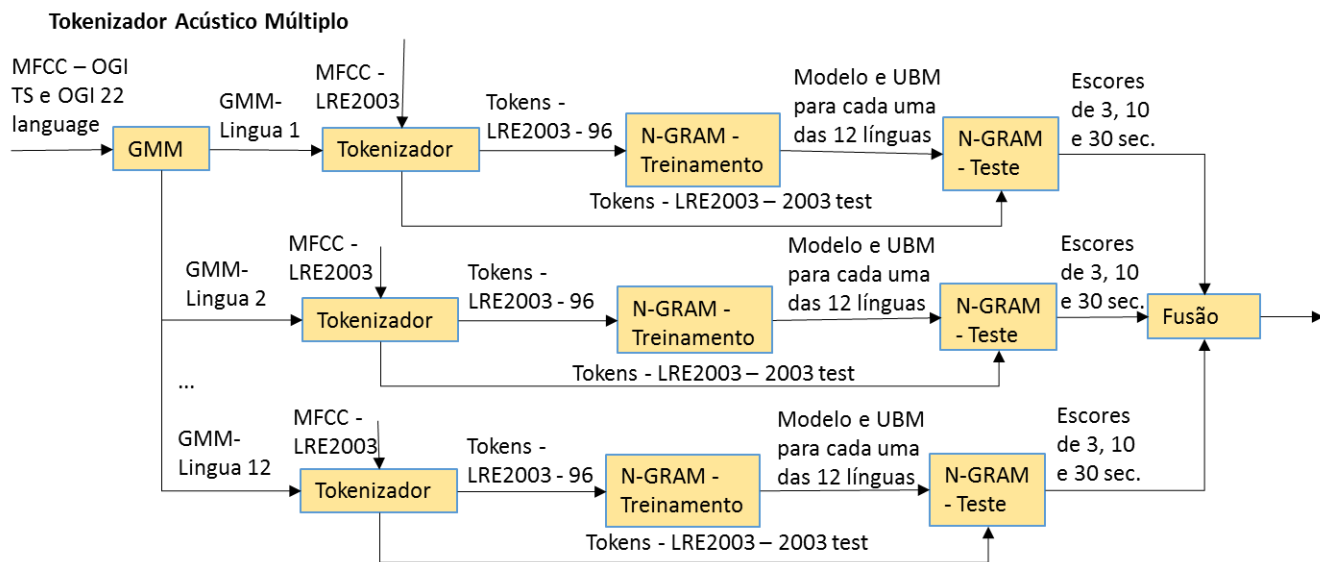 Tokenizador Acústico Múltiplo
MFCC – OGI
TS e OGI 22
language
GMM
GMM-
Lingua 1
MFCC -
LRE2003
Tokenizador
Tokens -
LRE2003 - 96
N-GRAM -
Treinamento
Modelo e UBM
para cada uma
das 12 línguas
N-GRAM
- Teste
Escores
de 3, 10
e 30 sec.
Tokens - LRE2003 – 2003 test
GMM-
Lingua 2
MFCC -
LRE2003
Tokenizador
Tokens -
LRE2003 - 96
N-GRAM -
Treinamento
Modelo e UBM
para cada uma
das 12 línguas
N-GRAM
- Teste
Escores
de 3, 10
e 30 sec.
Fusão
Tokens - LRE2003 – 2003 test
...
GMM-
Lingua 12
MFCC -
LRE2003
Tokenizador
Tokens -
LRE2003 - 96
N-GRAM -
Treinamento
Modelo e UBM
para cada uma
das 12 línguas
N-GRAM
- Teste
Escores
de 3, 10
e 30 sec.
Tokens - LRE2003 – 2003 test